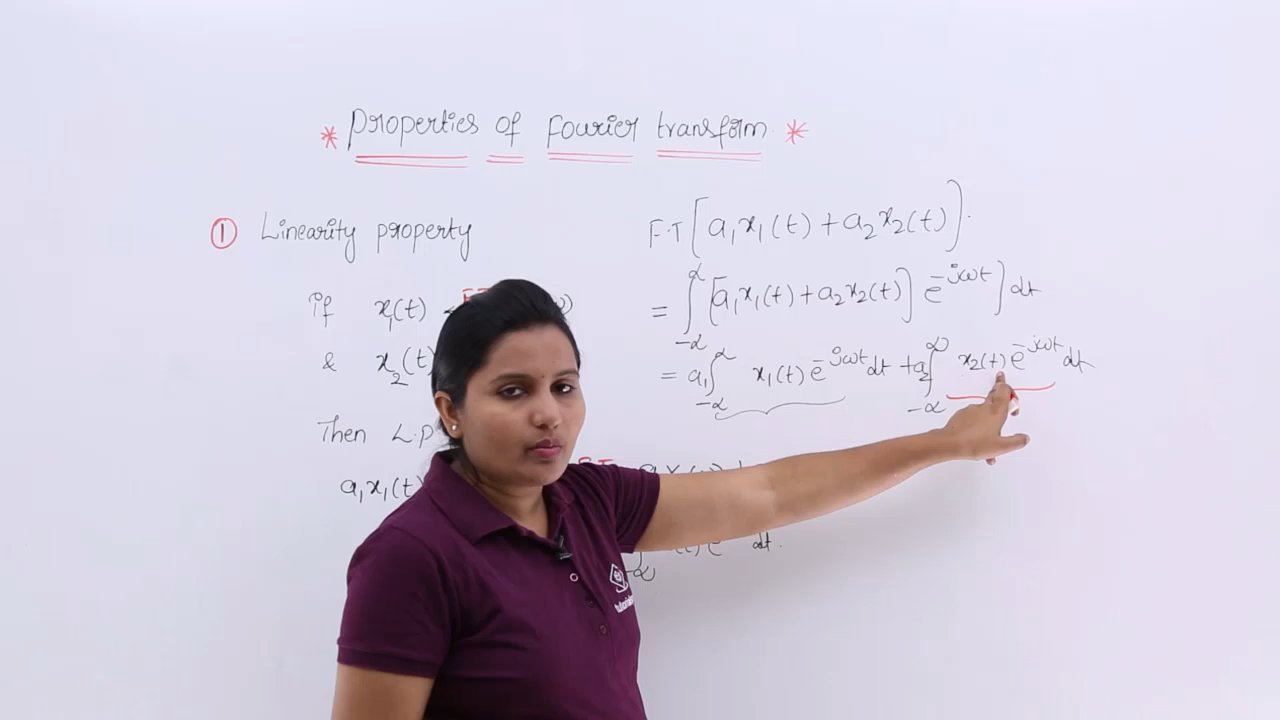 * Properties of Fourier transform *
① Linearity property
if x₁(t)
& x₂(t)
Then L.P
a₁x₁(t)
F.T [a₁x₁(t) + a₂x₂(t)].
= ∫_{-α}^{α} [a₁x₁(t) + a₂x₂(t)] e^{-jωt}] dt
= a₁ ∫_{-α}^{α} x₁(t) e^{-jωt} dt + a₂ ∫_{-α}^{∞} x₂(t) e^{-jωt} dt
dt.